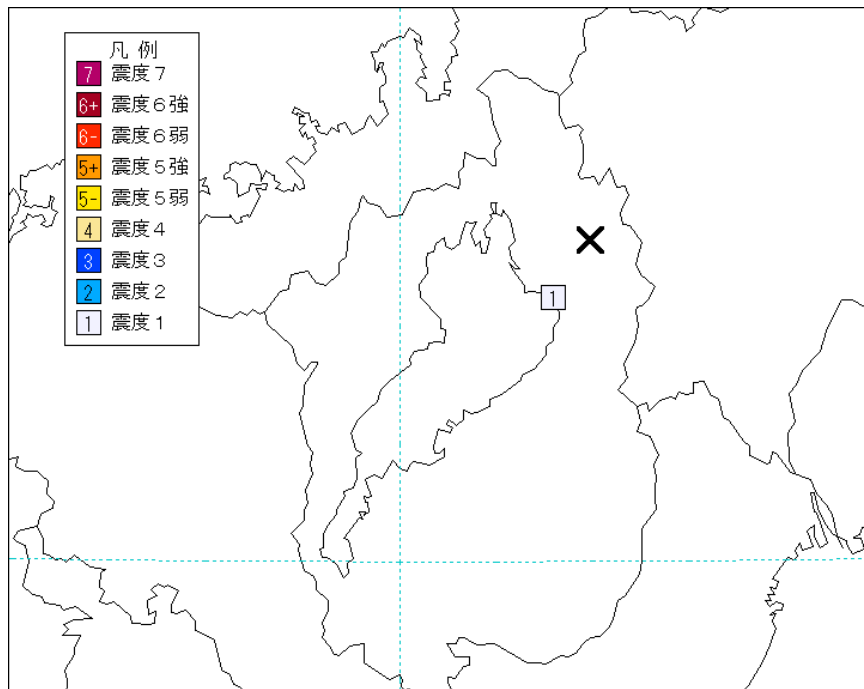 凡 例
7 震度７
6+ 震度６強
6- 震度６弱
5+ 震度５強
5- 震度５弱
4 震度４
3 震度３
2 震度２
1 震度１
1